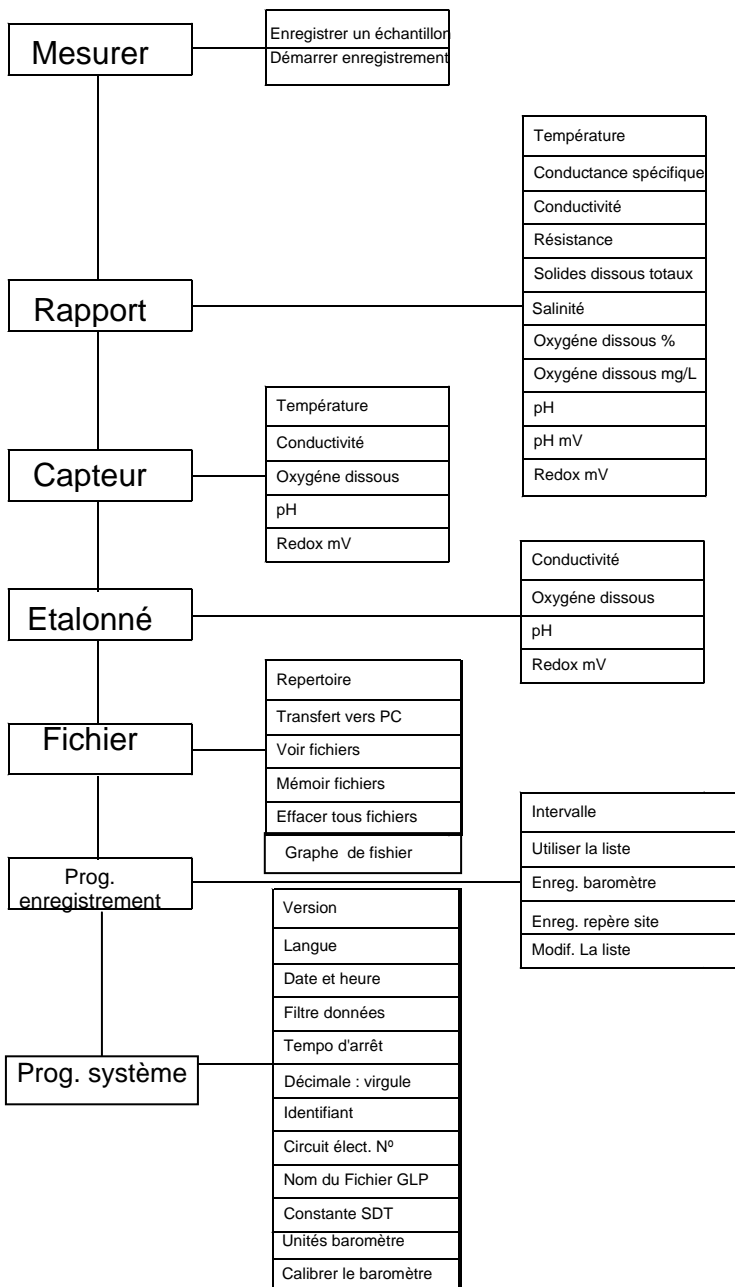 Mesurer
Enregistrer un échantillon
Démarrer enregistrement
Rapport
Température
Conductance spécifique
Conductivité
Résistance
Solides dissous totaux
Salinité
Oxygéne dissous %
Oxygéne dissous mg/L
pH
pH mV
Redox mV
Capteur
Température
Conductivité
Oxygéne dissous
pH
Redox mV
Etalonné
Conductivité
Oxygéne dissous
pH
Redox mV
Fichier
Repertoire
Transfert vers PC
Voir fichiers
Mémoir fichiers
Effacer tous fichiers
Graphe de fishier
Prog.
enregistrement
Intervalle
Utiliser la liste
Enreg. baromètre
Enreg. repère site
Modif. La liste
Prog. système
Version
Langue
Date et heure
Filtre données
Tempo d'arrêt
Décimale : virgule
Identifiant
Circuit élect. Nº
Nom du Fichier GLP
Constante SDT
Unités baromètre
Calibrer le baromètre